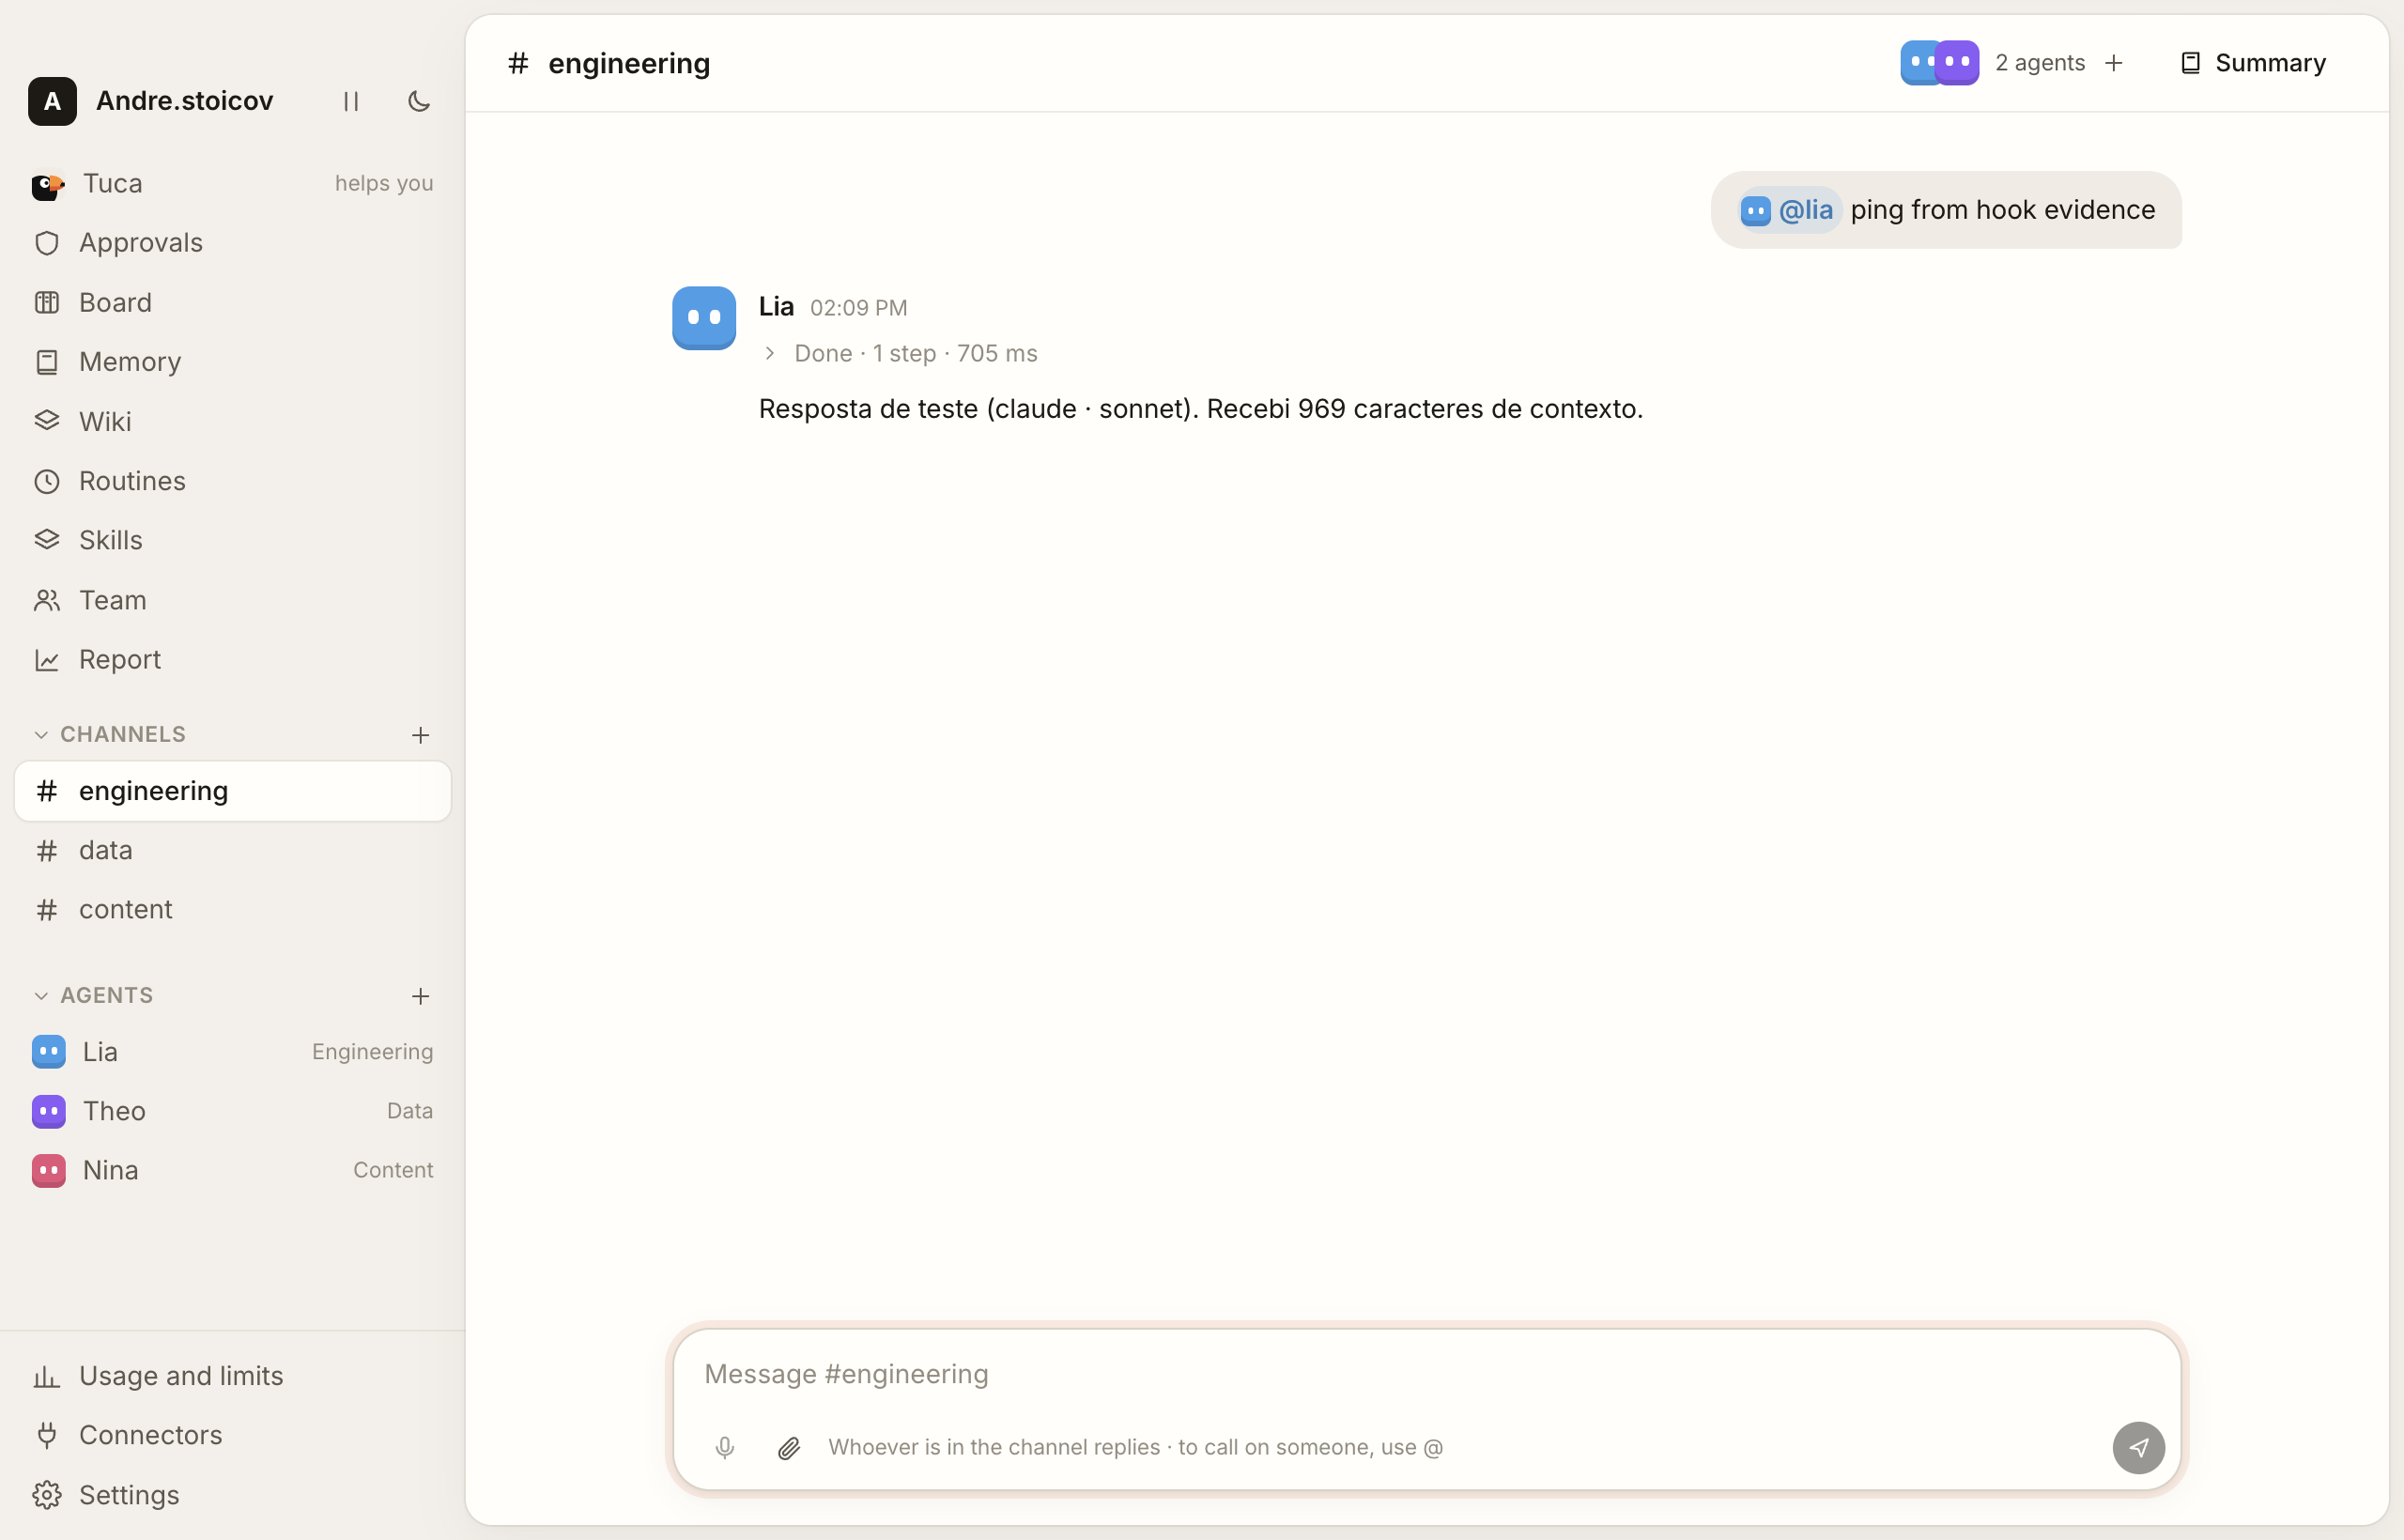 A Andre.stoicov
Tuca helps you
Approvals
Board
Memory
Wiki
Routines
Skills
Team
Report
CHANNELS
# engineering
# data
# content
AGENTS
Lia Engineering
Theo Data
Nina Content
Usage and limits
Connectors
Settings
# engineering
2 agents +
Summary
@lia ping from hook evidence
Lia 02:09 PM
Done · 1 step · 705 ms
Resposta de teste (claude · sonnet). Recebi 969 caracteres de contexto.
Message #engineering
Whoever is in the channel replies · to call on someone, use @